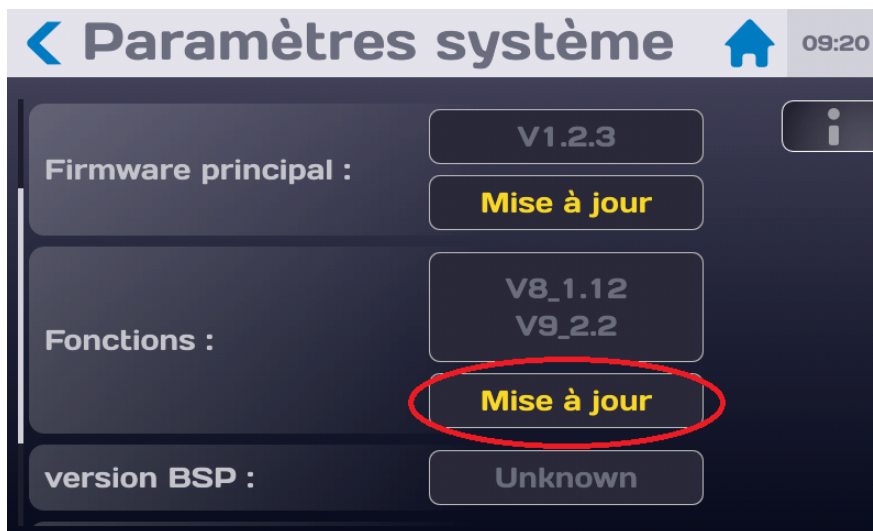 Paramètres système
09:20
Firmware principal :
V1.2.3
Mise à jour
Fonctions :
V8_1.12
V9_2.2
Mise à jour
version BSP :
Unknown